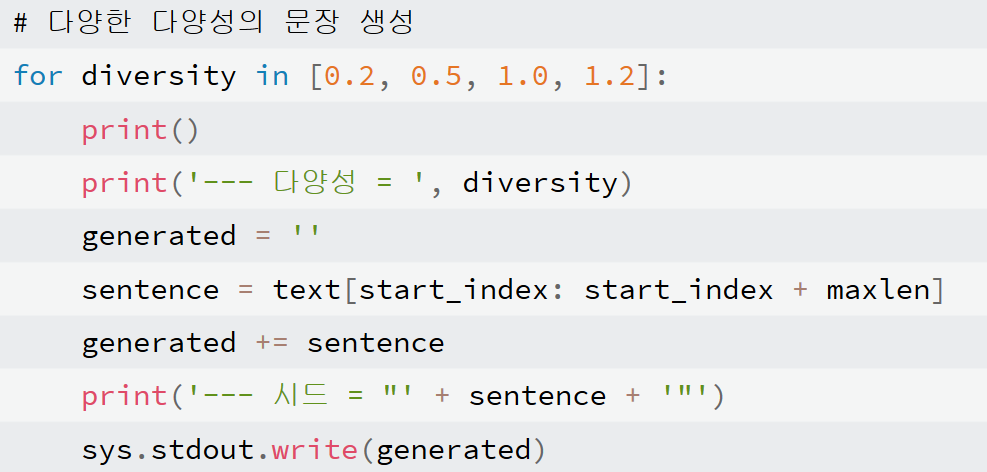 # 다양한 다양성의 문장 생성
for diversity in [0.2, 0.5, 1.0, 1.2]:
    print()
    print('--- 다양성 = ', diversity)
    generated = ''
    sentence = text[start_index: start_index + maxlen]
    generated += sentence
    print('--- 시드 = "' + sentence + '"')
    sys.stdout.write(generated)